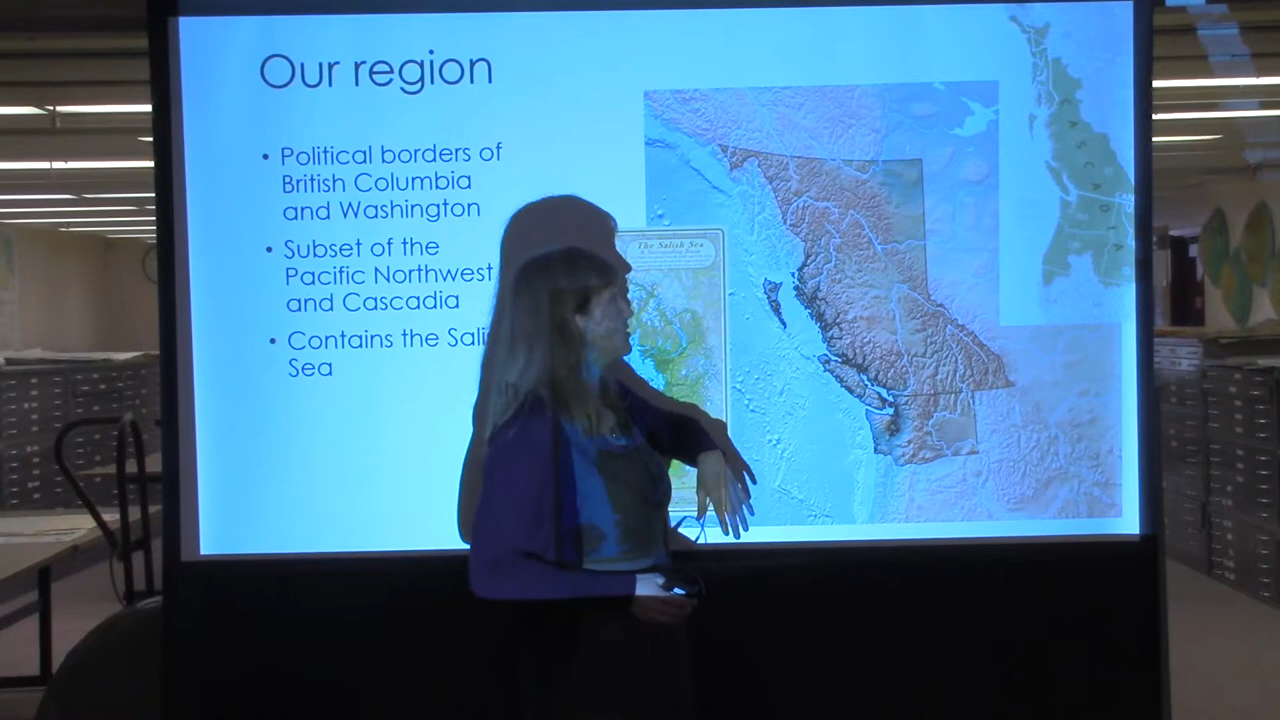 Our region
• Political borders of
British Columbia
and Washington
• Subset of the
Pacific Northwest
and Cascadia
• Contains the Sali
Sea
The Salish Sea